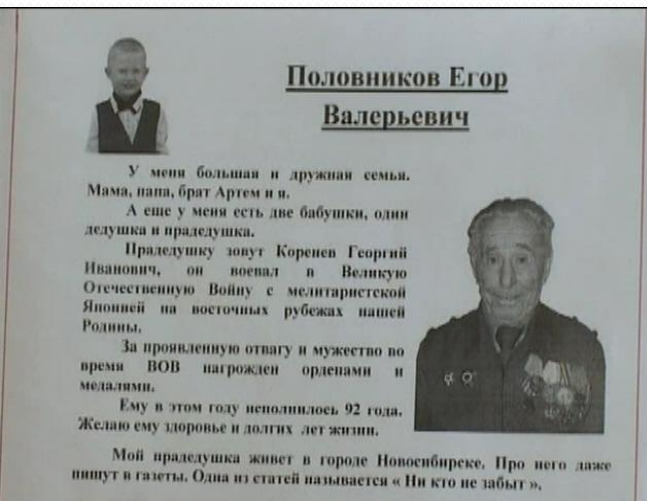 Половников Егор
Валерьевич
У меня большая и дружная семья.
Мама, папа, брат Артем и я.
А еще у меня есть две бабушки, один
дедушка и прадедушка.
Прадедушку зовут Коренев Георгий
Иванович, он воевал в Великую
Отечественную Войну с мелитаристской
Японией на восточных рубежах нашей
Родины.
За проявленную отвагу и мужество во
время ВОВ нагрожден орденами и
медалями.
Ему в этом году исполнилось 92 года.
Желаю ему здоровье и долгих лет жизни.
Мой прадедушка живет в городе Новосибирске. Про него даже
пишут в газеты. Одна из статей называется « Ни кто не забыт ».